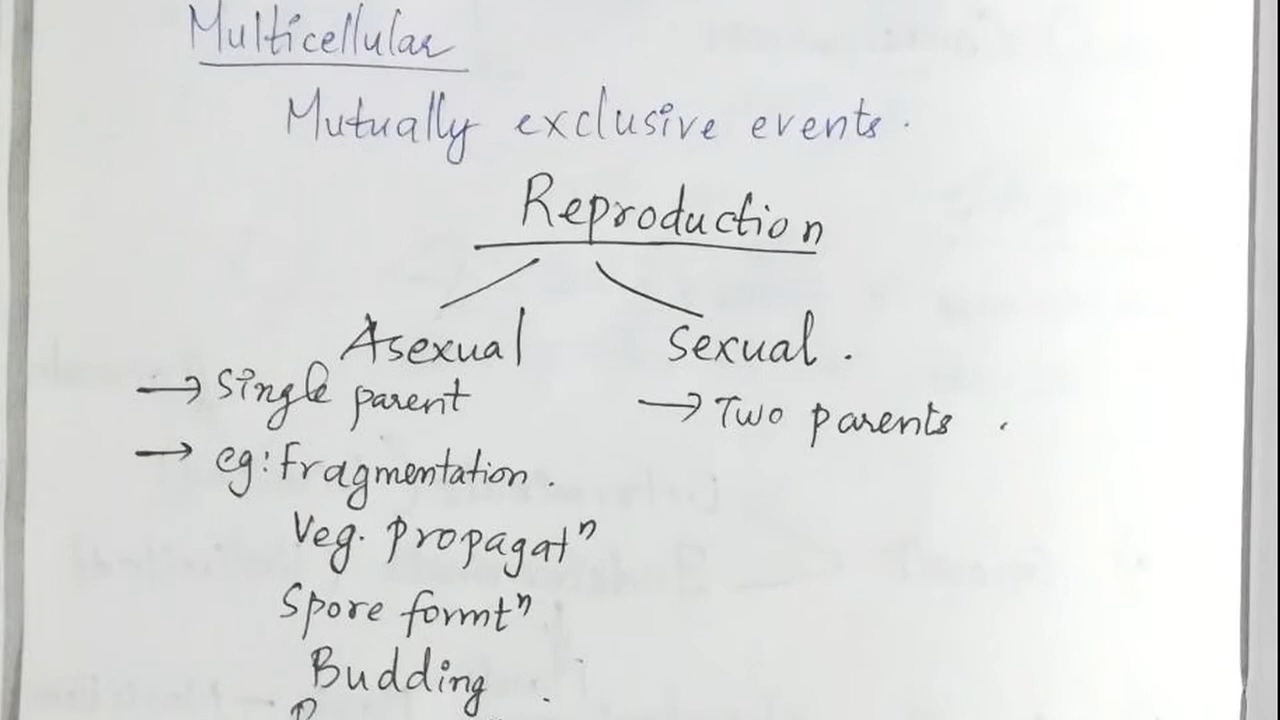 Multicellular
Mutually exclusive events.
Reproduction
Asexual
Sexual.
→ Single parent
→ Two parents.
→ eg: Fragmentation.
Veg. propagatⁿ
Spore formtⁿ
Budding